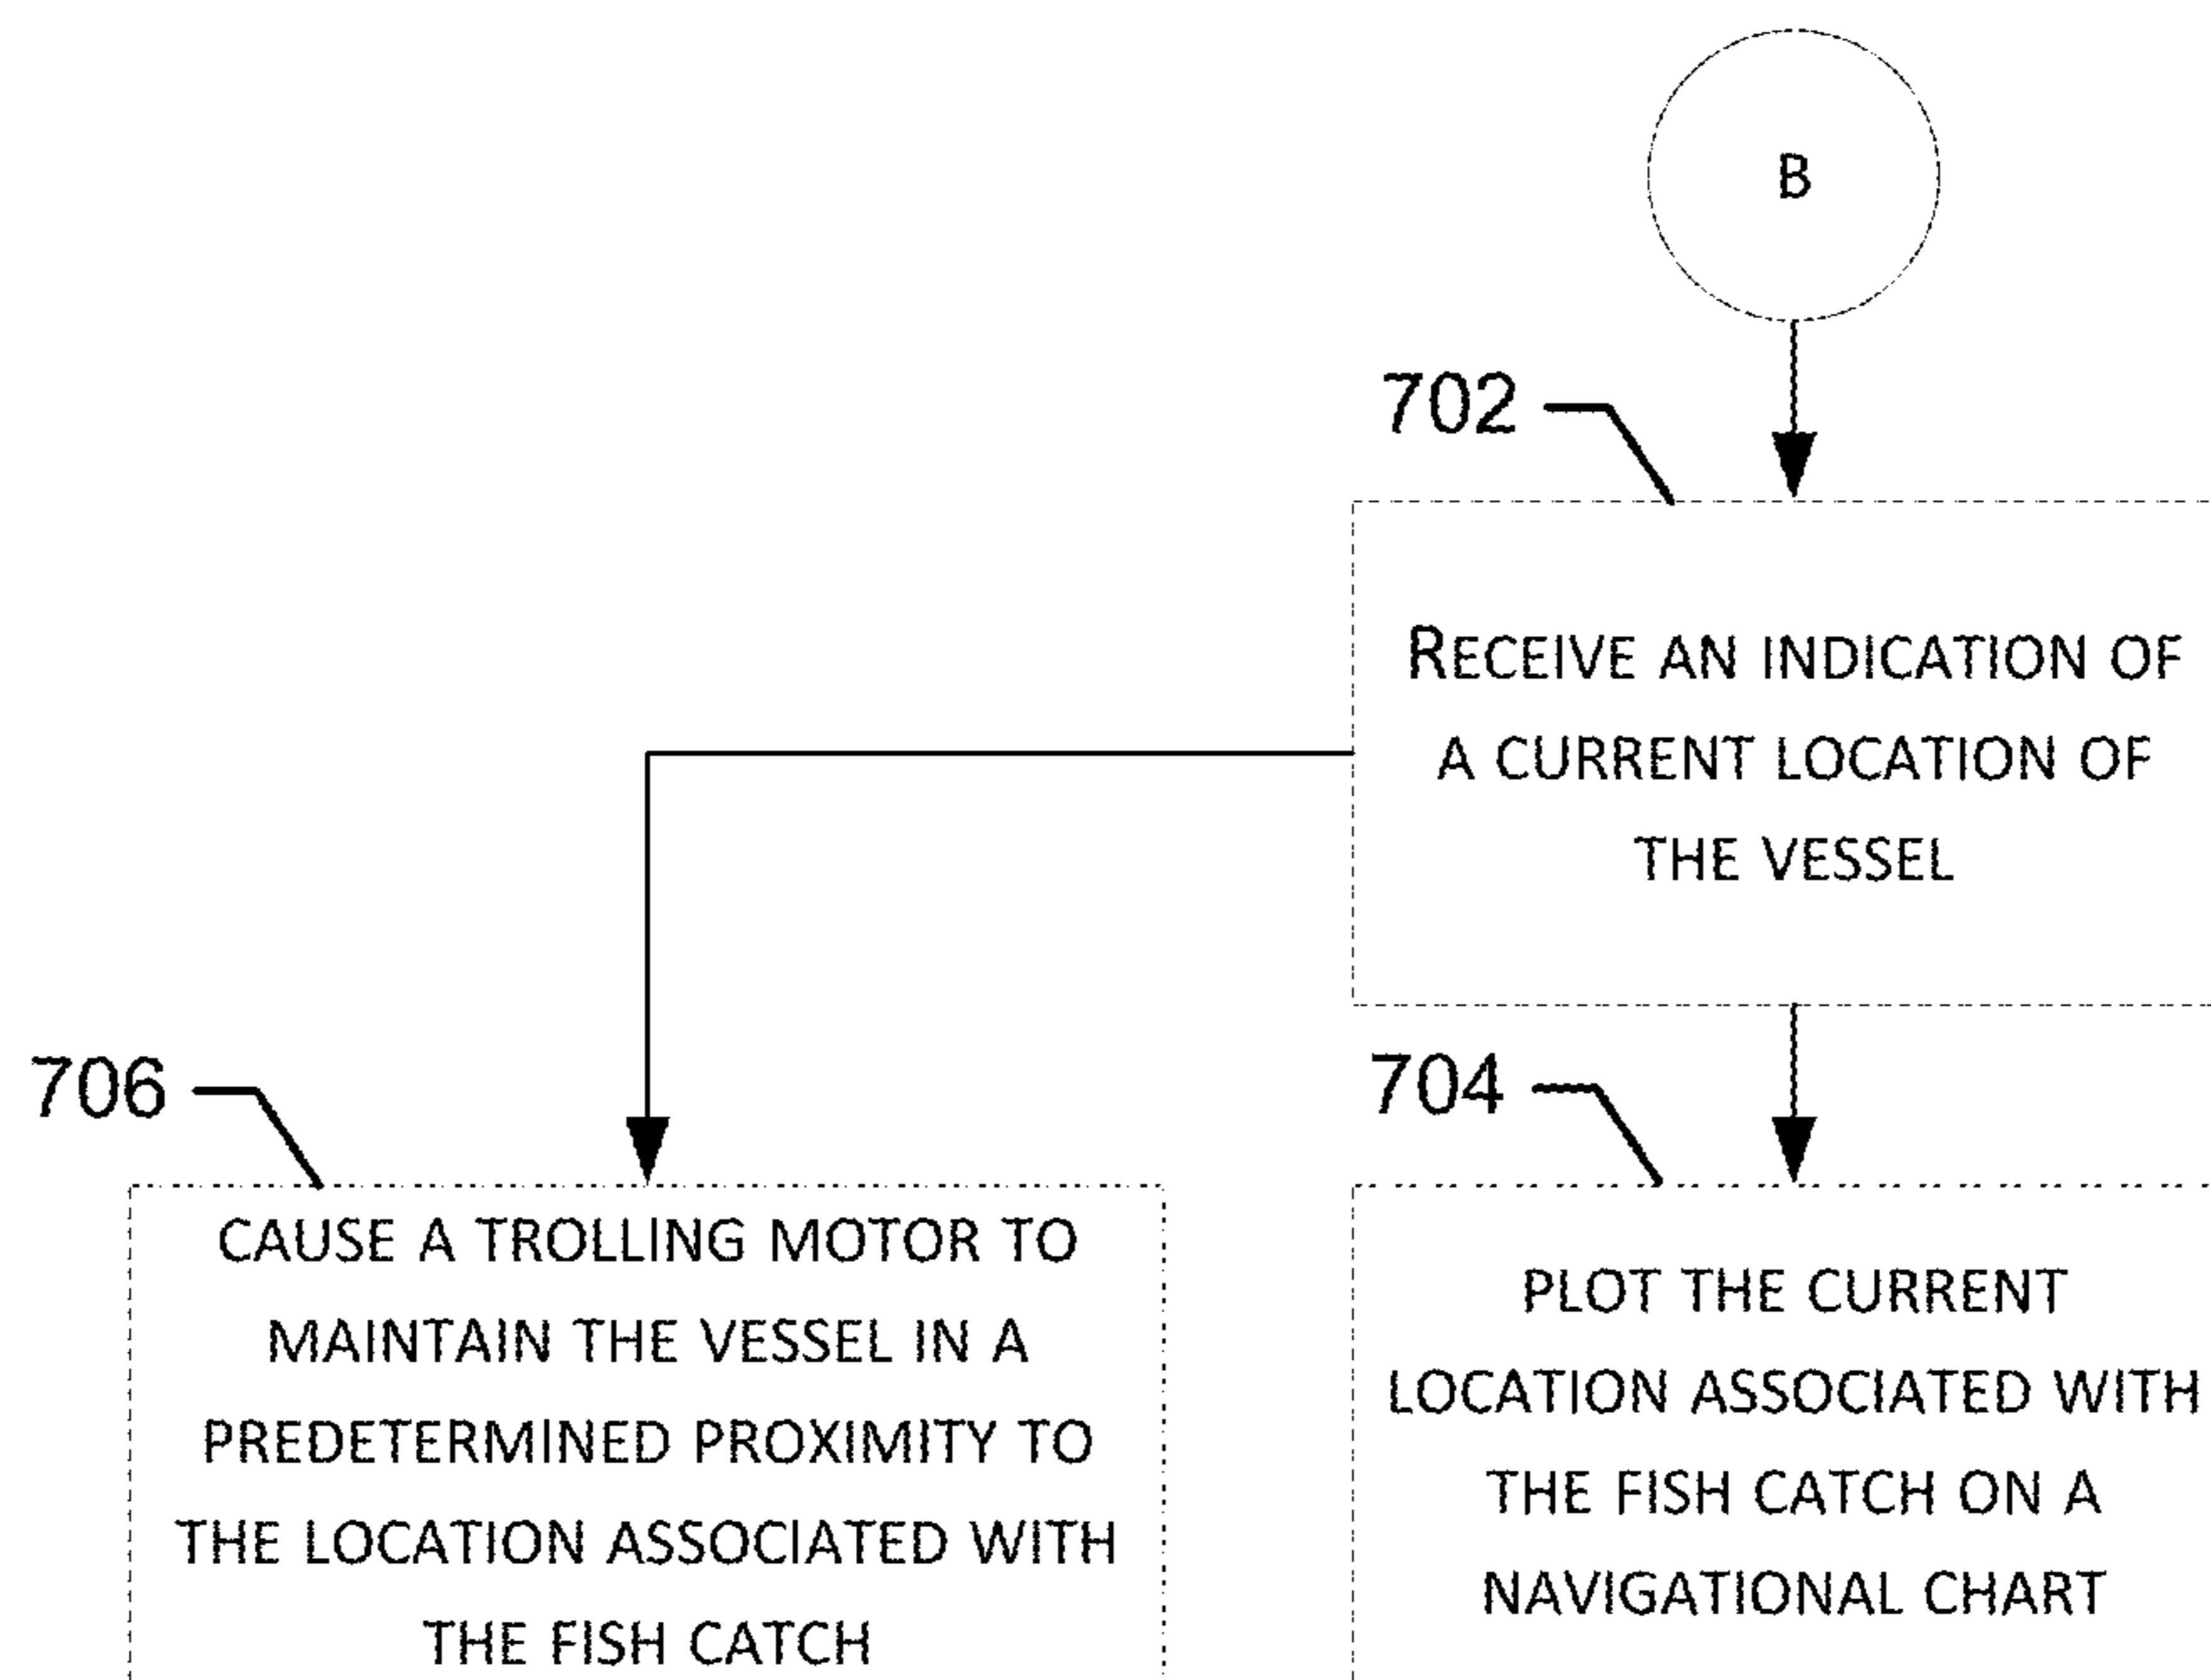 B
702
RECEIVE AN INDICATION OF
A CURRENT LOCATION OF
THE VESSEL
706
CAUSE A TROLLING MOTOR TO
MAINTAIN THE VESSEL IN A
PREDETERMINED PROXIMITY TO
THE LOCATION ASSOCIATED WITH
THE FISH CATCH
704
PLOT THE CURRENT
LOCATION ASSOCIATED WITH
THE FISH CATCH ON A
NAVIGATIONAL CHART